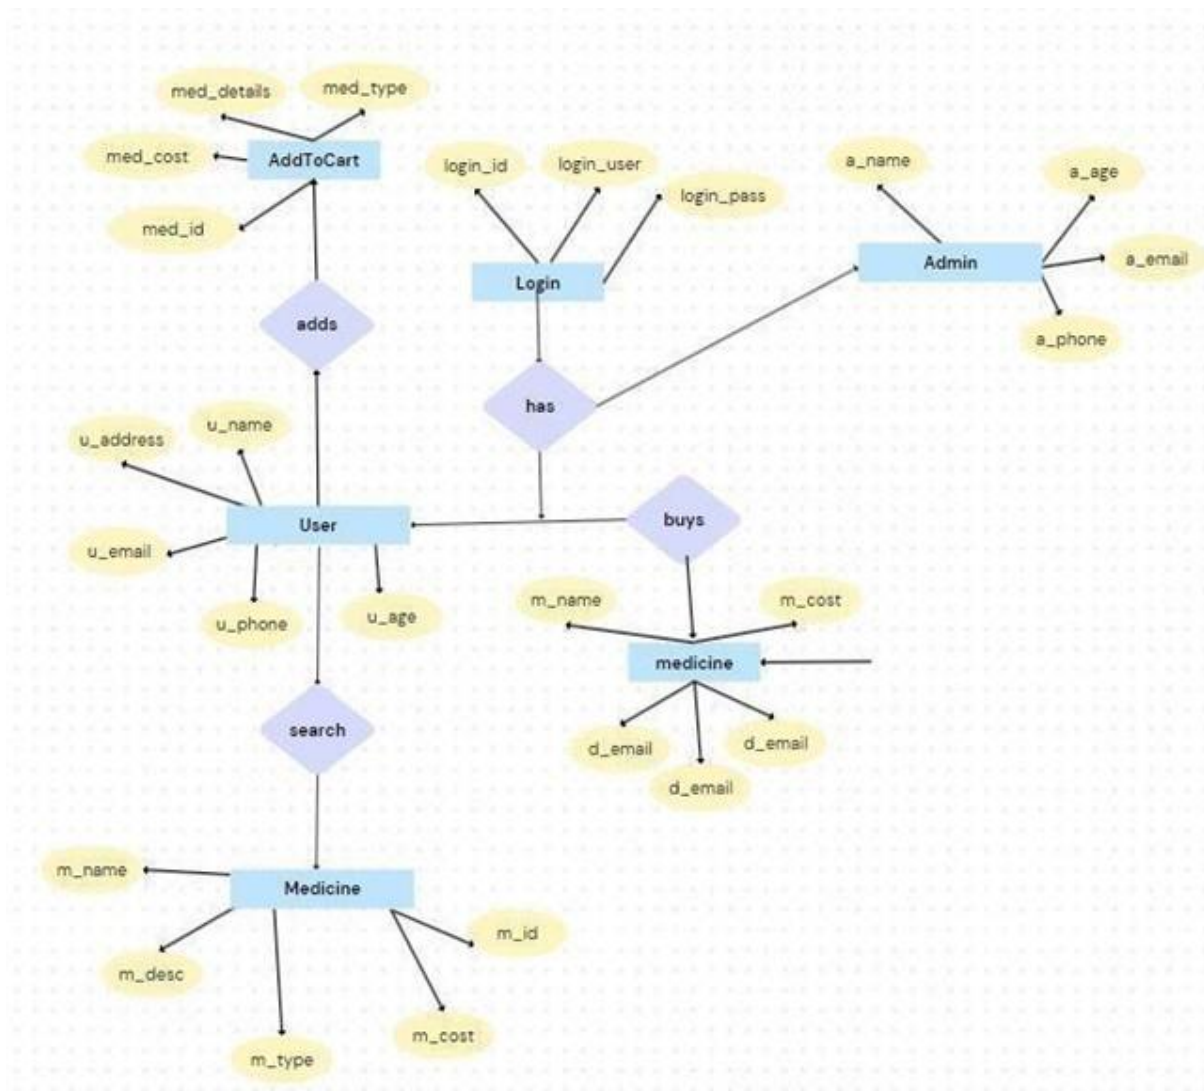 med_details
med_type
med_cost
AddToCart
med_id
login_id
login_user
login_pass
a_name
a_age
Login
Admin
a_email
a_phone
adds
has
u_address
u_name
User
buys
u_email
u_phone
u_age
m_name
m_cost
medicine
d_email
d_email
d_email
search
m_name
Medicine
m_id
m_desc
m_cost
m_type